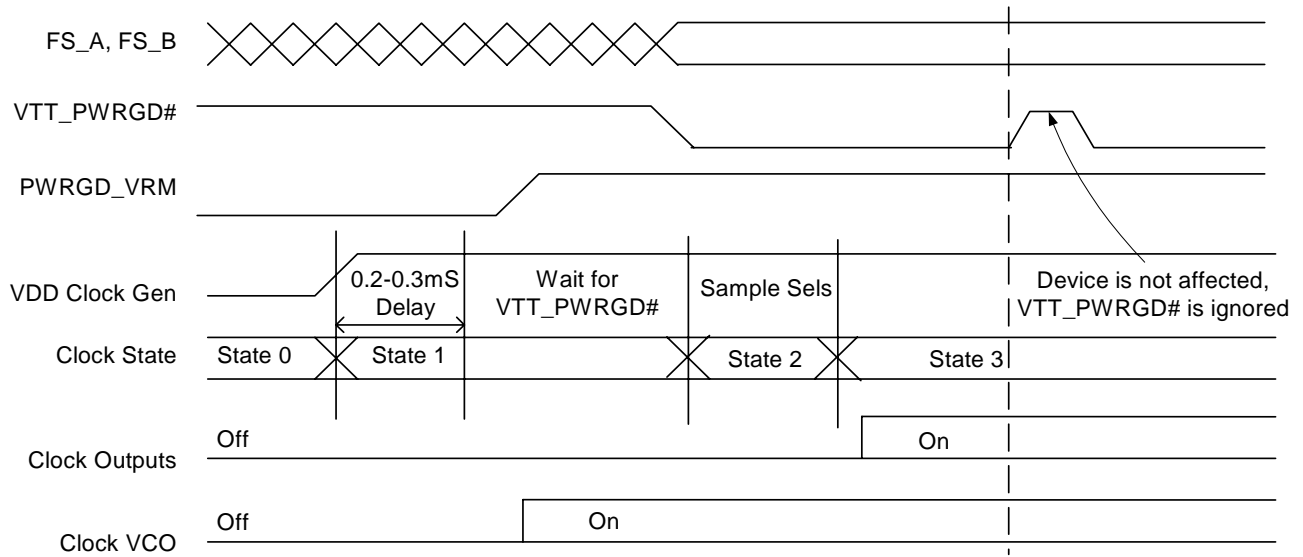 FS_A, FS_B
VTT_PWRGD#
PWRGD_VRM
VDD Clock Gen
0.2-0.3mS
Delay
Wait for
VTT_PWRGD#
Sample Sels
Device is not affected,
VTT_PWRGD# is ignored
Clock State
State 0
State 1
State 2
State 3
Clock Outputs
Off
On
Clock VCO
Off
On